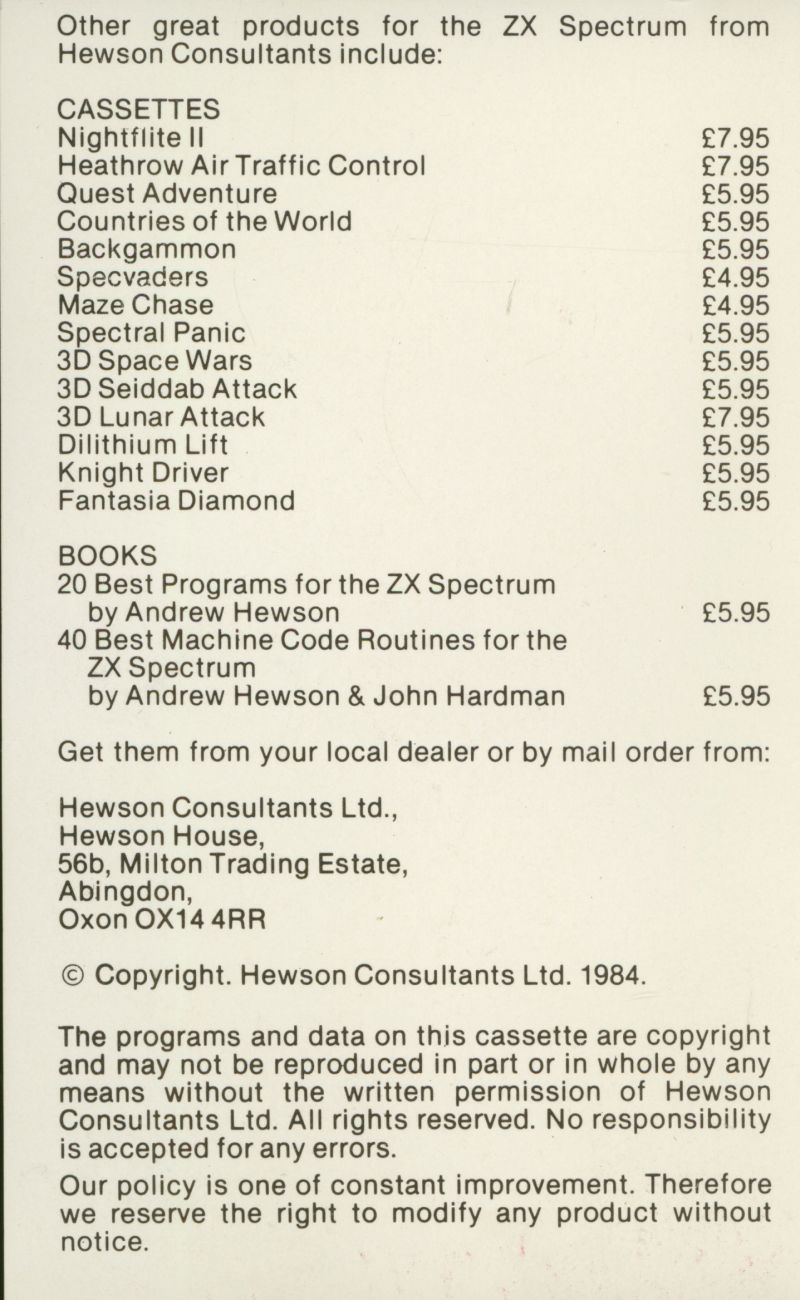 Other great products for the ZX Spectrum from
Hewson Consultants include:
CASSETTES
Nightflite II £7.95
Heathrow Air Traffic Control £7.95
Quest Adventure £5.95
Countries of the World £5.95
Backgammon £5.95
Specvaders £4.95
Maze Chase £4.95
Spectral Panic £5.95
3D Space Wars £5.95
3D Seiddab Attack £5.95
3D Lunar Attack £7.95
Dilithium Lift £5.95
Knight Driver £5.95
Fantasia Diamond £5.95
BOOKS
20 Best Programs for the ZX Spectrum
by Andrew Hewson £5.95
40 Best Machine Code Routines for the
ZX Spectrum
by Andrew Hewson & John Hardman £5.95
Get them from your local dealer or by mail order from:
Hewson Consultants Ltd.,
Hewson House,
56b, Milton Trading Estate,
Abingdon,
Oxon OX14 4RR
© Copyright. Hewson Consultants Ltd. 1984.
The programs and data on this cassette are copyright
and may not be reproduced in part or in whole by any
means without the written permission of Hewson
Consultants Ltd. All rights reserved. No responsibility
is accepted for any errors.
Our policy is one of constant improvement. Therefore
we reserve the right to modify any product without
notice.